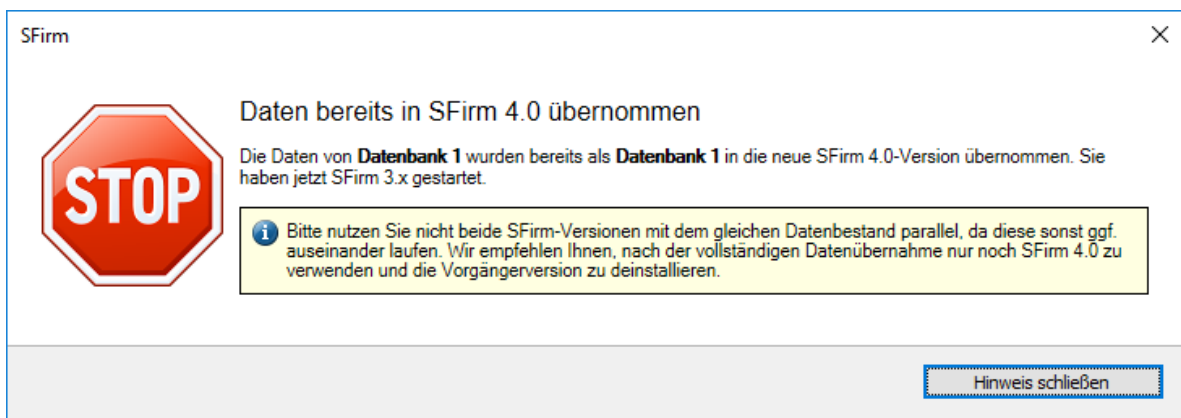 SFirm
Daten bereits in SFirm 4.0 übernommen
Die Daten von Datenbank 1 wurden bereits als Datenbank 1 in die neue SFirm 4.0-Version übernommen. Sie
haben jetzt SFirm 3.x gestartet.
STOP
Bitte nutzen Sie nicht beide SFirm-Versionen mit dem gleichen Datenbestand parallel, da diese sonst ggf.
auseinander laufen. Wir empfehlen Ihnen, nach der vollständigen Datenübernahme nur noch SFirm 4.0 zu
verwenden und die Vorgängerversion zu deinstallieren.
Hinweis schließen